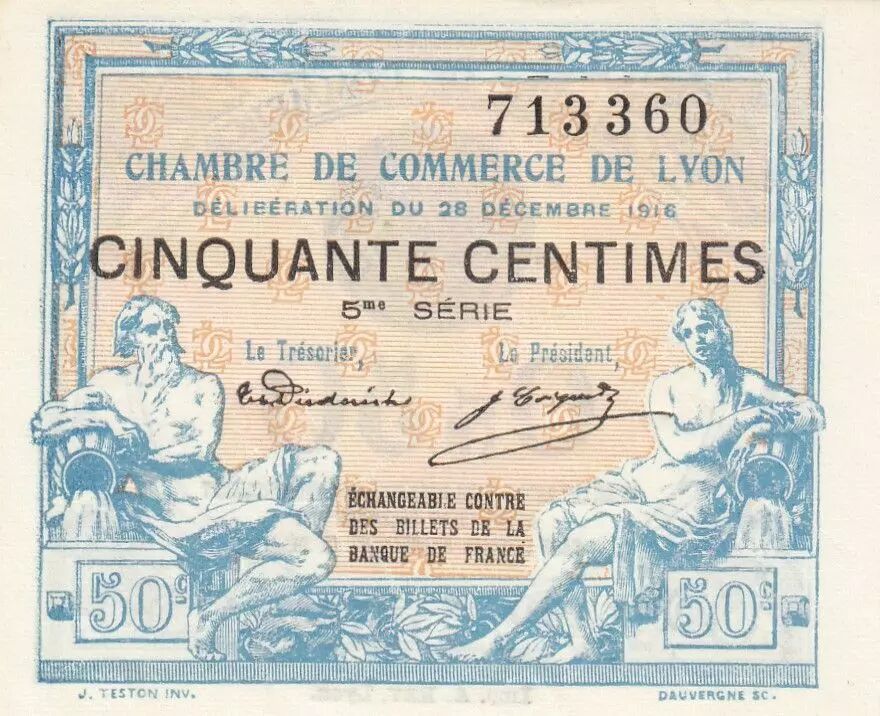 713360
CHAMBRE DE COMMERCE DE LYON
DÉLIBÉRATION DU 28 DÉCEMBRE 1916
CINQUANTE CENTIMES
5me SÉRIE
Le Trésorier, Le Président,
ÉCHANGEABLE CONTRE
DES BILLETS DE LA
BANQUE DE FRANCE
50c 50c
J. TESTON INV. DAUVERGNE SC.